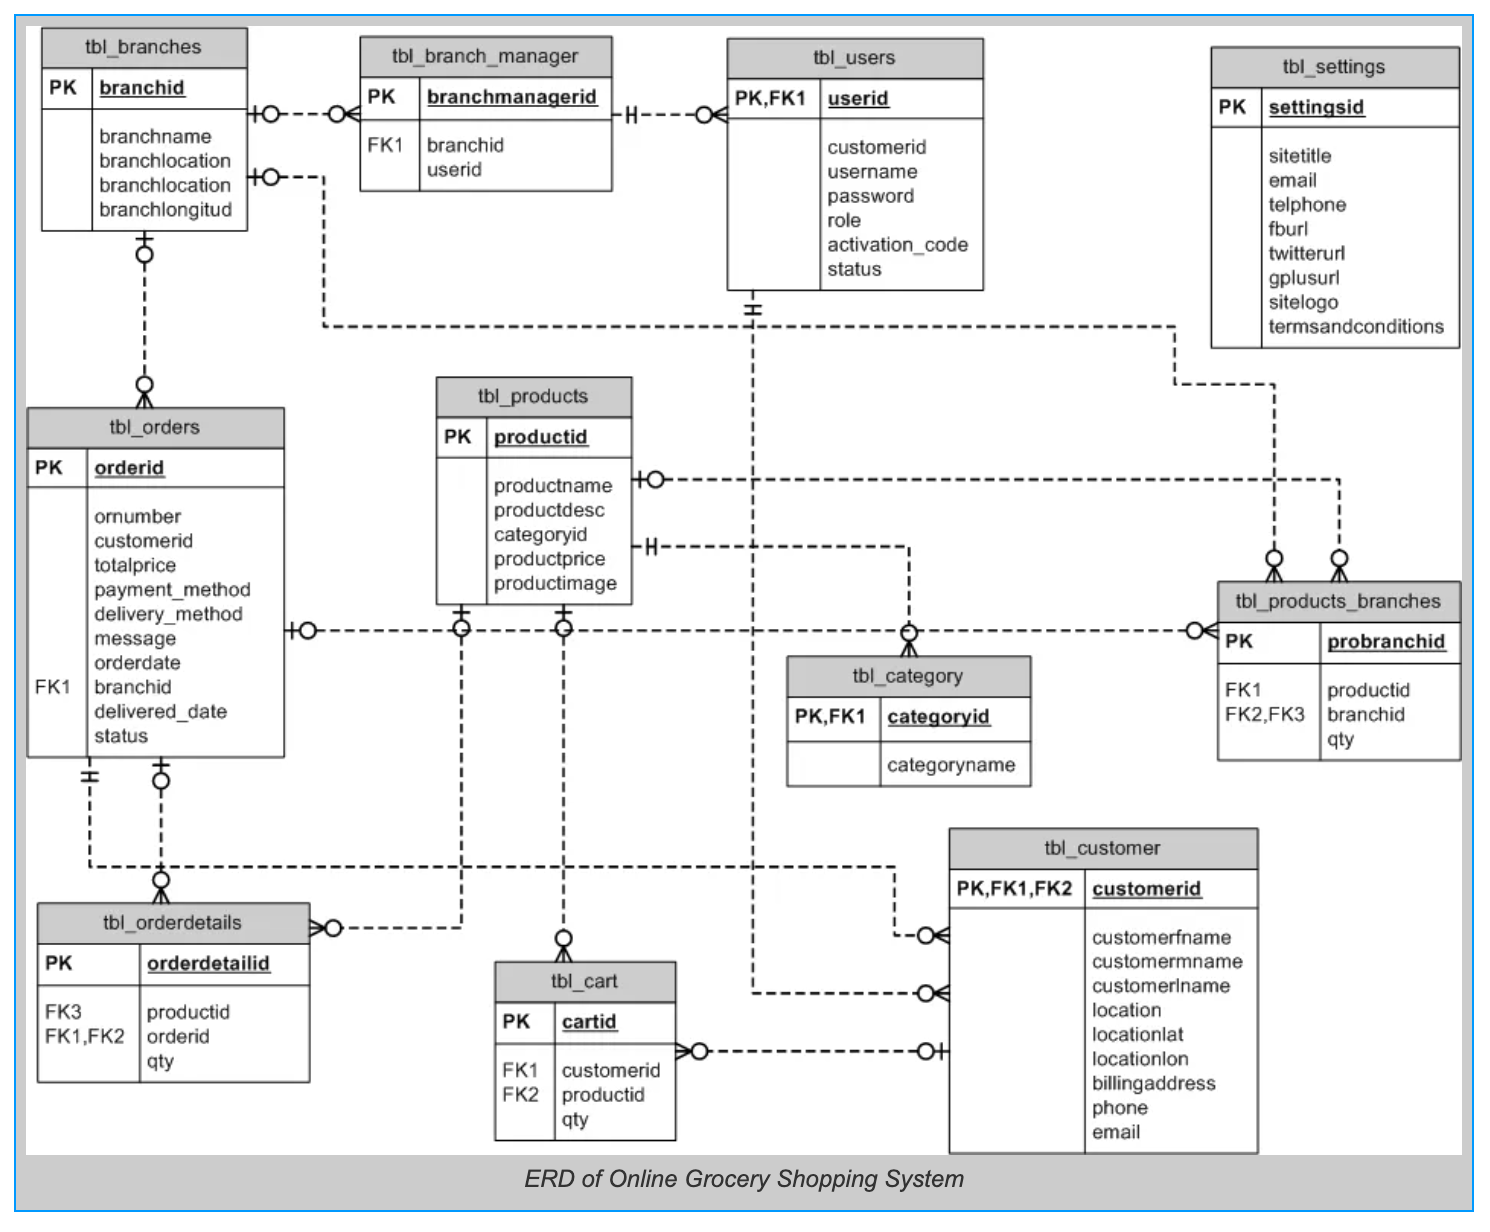 tbl_branches
PK branchid
branchname
branchlocation
branchlocation
branchlongitud
tbl_branch_manager
PK branchmanagerid
FK1 branchid
userid
tbl_users
PK,FK1 userid
customerid
username
password
role
activation_code
status
tbl_settings
PK settingsid
sitetitle
email
telphone
fburl
twitterurl
gplusurl
sitelogo
termsandconditions
tbl_orders
PK orderid
ornumber
customerid
totalprice
payment_method
delivery_method
message
orderdate
FK1 branchid
delivered_date
status
tbl_products
PK productid
productname
productdesc
categoryid
productprice
productimage
tbl_category
PK,FK1 categoryid
categoryname
tbl_products_branches
PK probranchid
FK1 productid
FK2,FK3 branchid
qty
tbl_orderdetails
PK orderdetailid
FK3 productid
FK1,FK2 orderid
qty
tbl_cart
PK cartid
FK1 customerid
FK2 productid
qty
tbl_customer
PK,FK1,FK2 customerid
customerfname
customermname
customerlname
location
locationlat
locationlon
billingaddress
phone
email
ERD of Online Grocery Shopping System